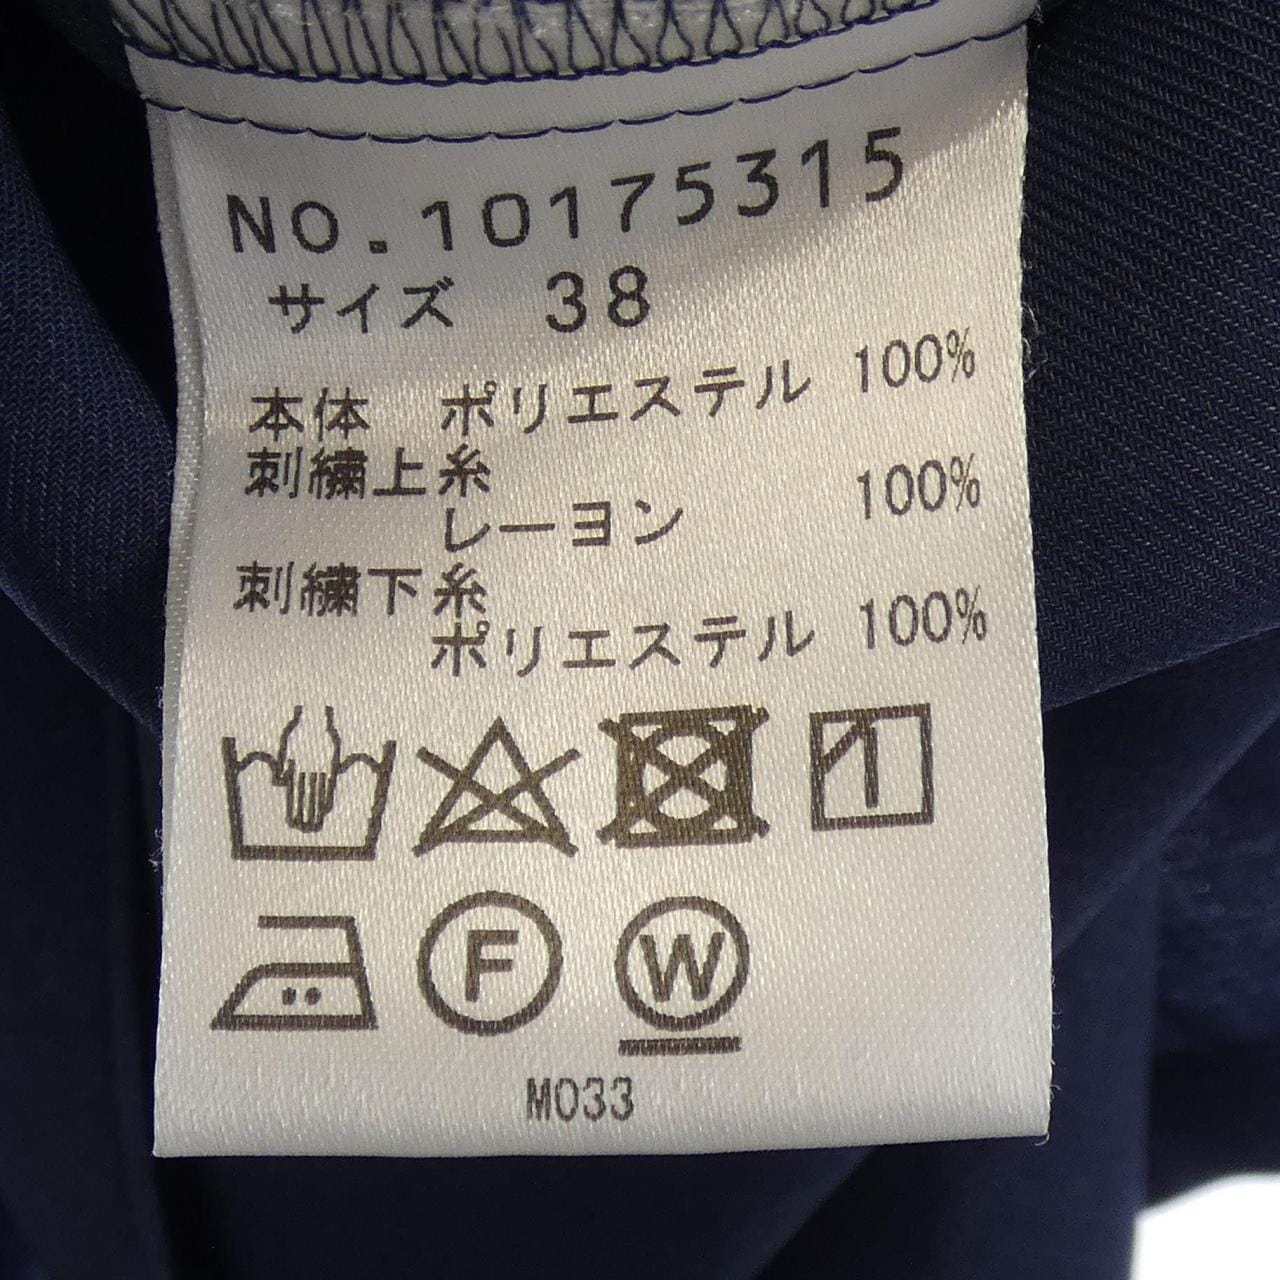 NO.10175315
サイズ 38
本体 ポリエステル 100%
刺繍上糸
レーヨン 100%
刺繍下糸
ポリエステル 100%
F W
M033